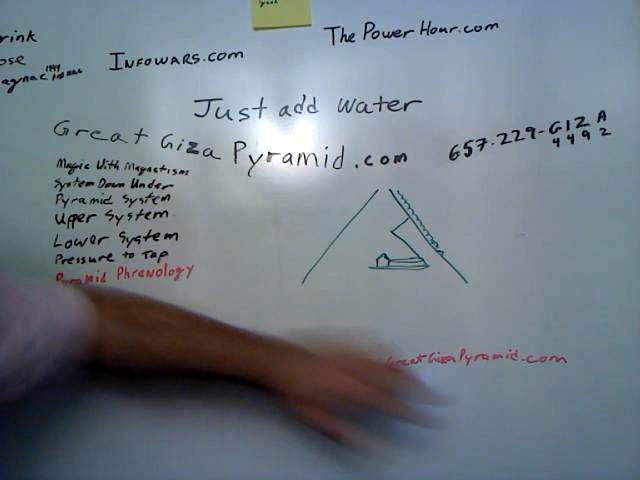 rink
ose
INFOWARS.com
The Power Hour.com
Just add Water
Great Giza Pyramid.com
657.229-GIZA
4492
Magic With Magnetism
System Down Under
Pyramid System
Upper System
Lower System
Pressure to Tap
Pyramid Phrenology
GreatGizaPyramid.com